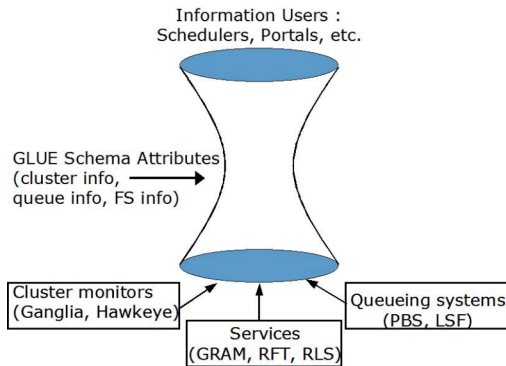 Information Users :
Schedulers, Portals, etc.
GLUE Schema Attributes
(cluster info,
queue info, FS info)
Cluster monitors
(Ganglia, Hawkeye)
Services
(GRAM, RFT, RLS)
Queueing systems
(PBS, LSF)